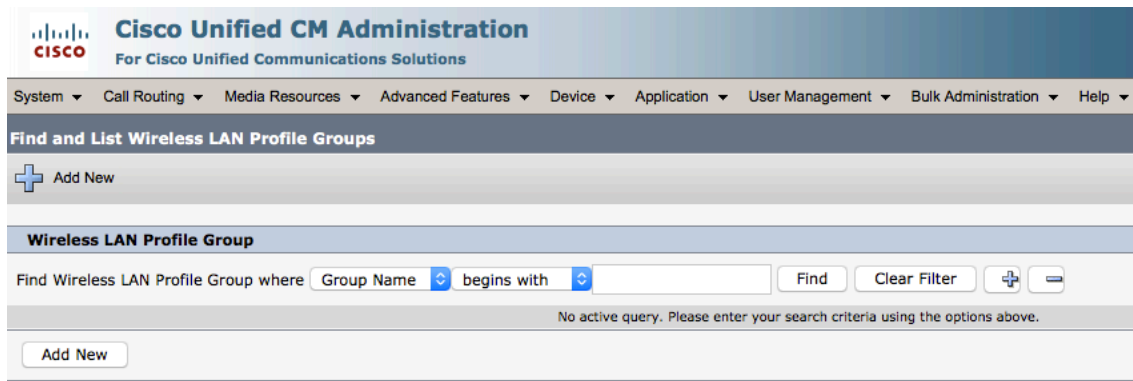 CISCO
Cisco Unified CM Administration
For Cisco Unified Communications Solutions
System Call Routing Media Resources Advanced Features Device Application User Management Bulk Administration Help
Find and List Wireless LAN Profile Groups
Add New
Wireless LAN Profile Group
Find Wireless LAN Profile Group where Group Name begins with Find Clear Filter
No active query. Please enter your search criteria using the options above.
Add New